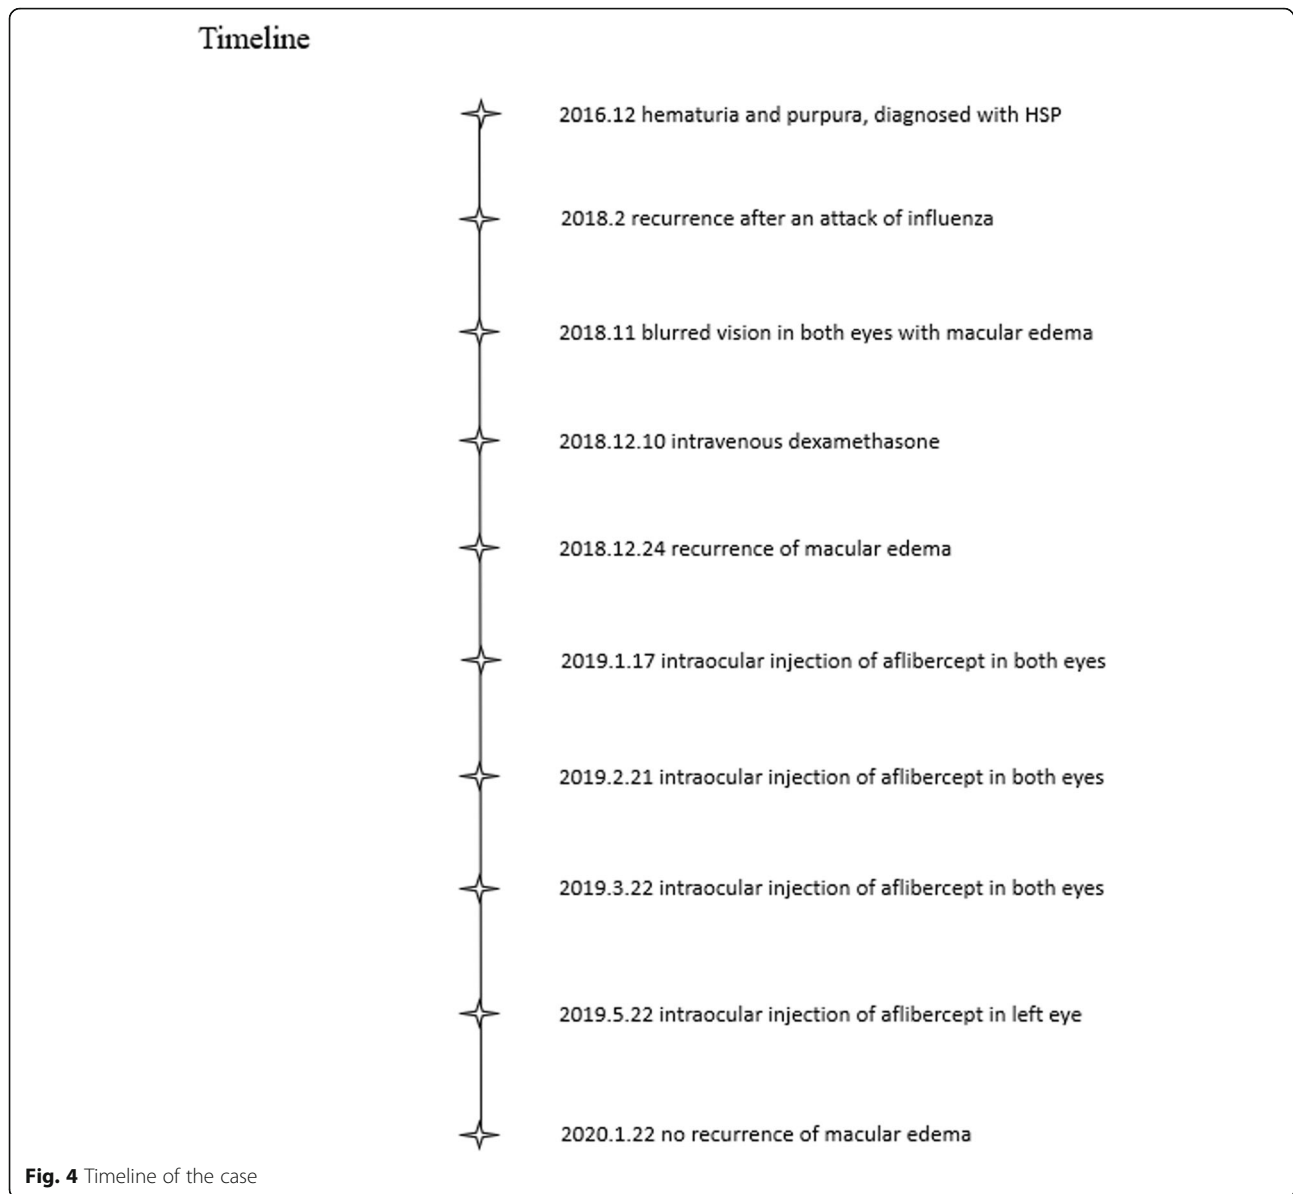 Timeline
2016.12 hematuria and purpura, diagnosed with HSP
2018.2 recurrence after an attack of influenza
2018.11 blurred vision in both eyes with macular edema
2018.12.10 intravenous dexamethasone
2018.12.24 recurrence of macular edema
2019.1.17 intraocular injection of aflibercept in both eyes
2019.2.21 intraocular injection of aflibercept in both eyes
2019.3.22 intraocular injection of aflibercept in both eyes
2019.5.22 intraocular injection of aflibercept in left eye
2020.1.22 no recurrence of macular edema
Fig. 4 Timeline of the case